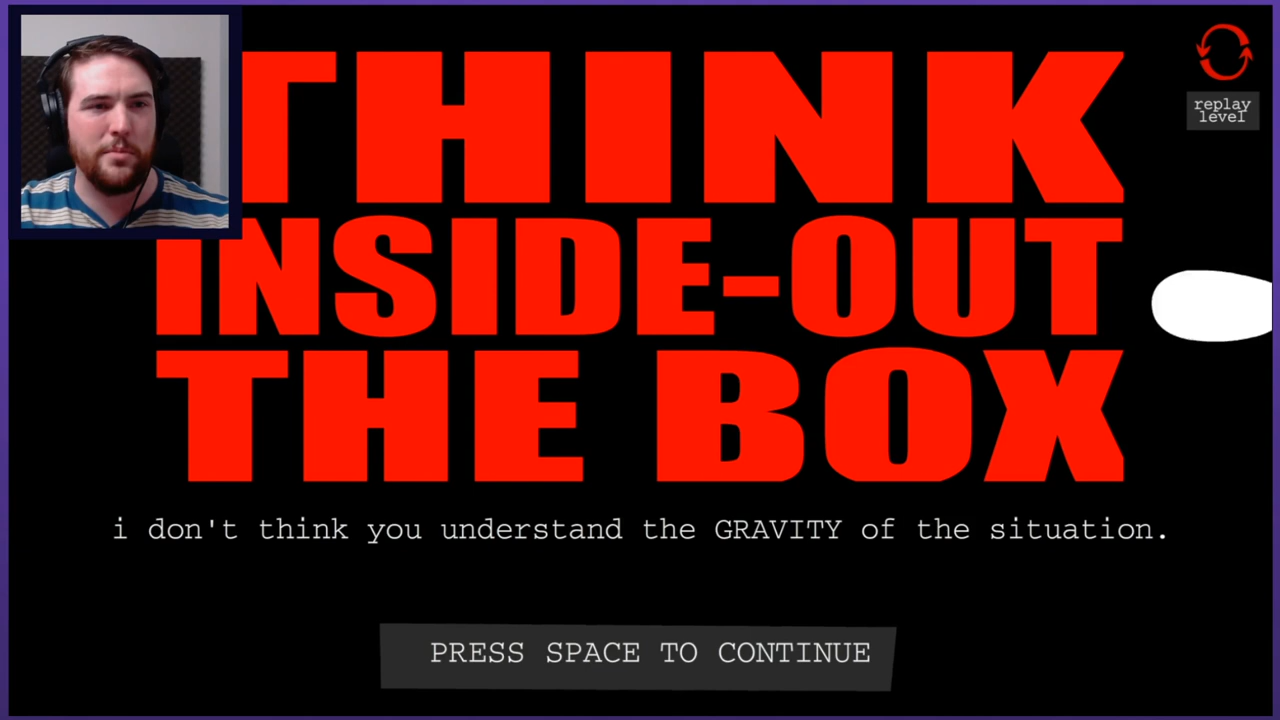 THINK
replay
level
INSIDE-OUT
THE BOX
i don't think you understand the GRAVITY of the situation.
PRESS SPACE TO CONTINUE